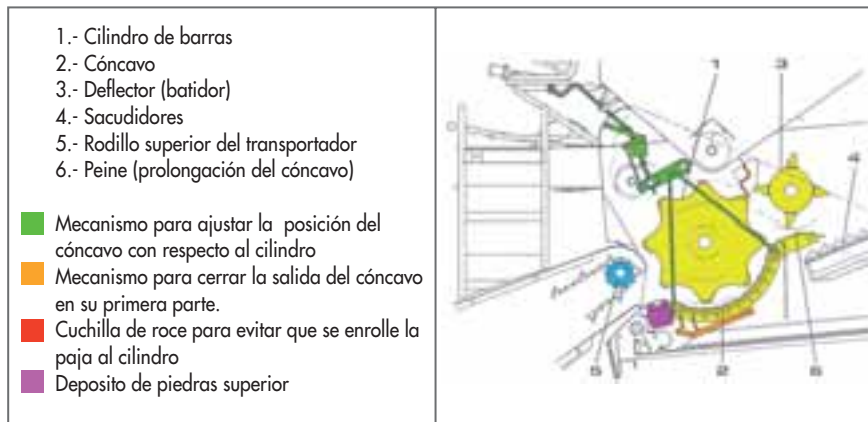 1.- Cilindro de barras
2.- Cóncavo
3.- Deflector (batidor)
4.- Sacudidores
5.- Rodillo superior del transportador
6.- Peine (prolongación del cóncavo)
Mecanismo para ajustar la posición del
cóncavo con respecto al cilindro
Mecanismo para cerrar la salida del cóncavo
en su primera parte.
Cuchilla de roce para evitar que se enrolle la
paja al cilindro
Deposito de piedras superior
1 3
4
5 2 6